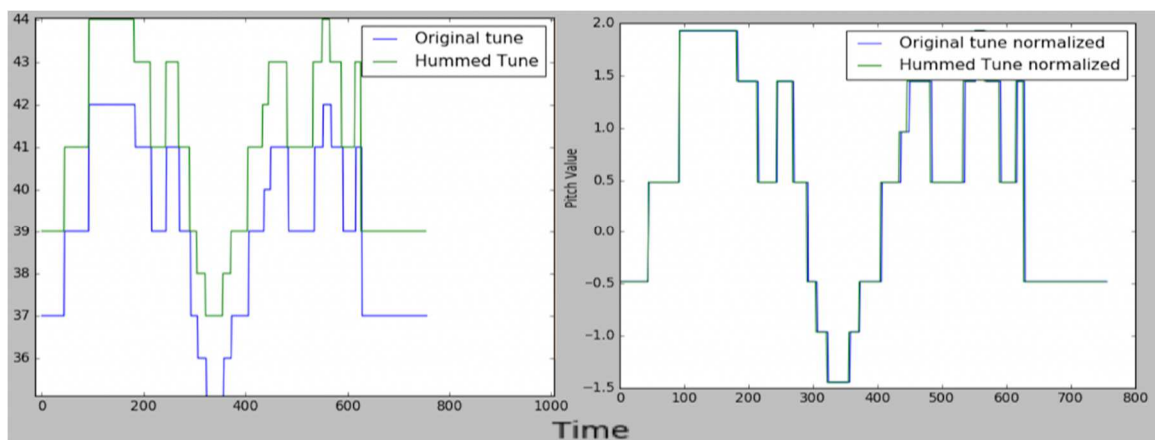 44
43
42
41
40
39
38
37
36
0 200 400 600 800 1000
Original tune
Hummed Tune
2.0
1.5
1.0
0.5
0.0
−0.5
−1.0
−1.5
0 100 200 300 400 500 600 700 800
Pitch Value
Original tune normalized
Hummed Tune normalized
Time